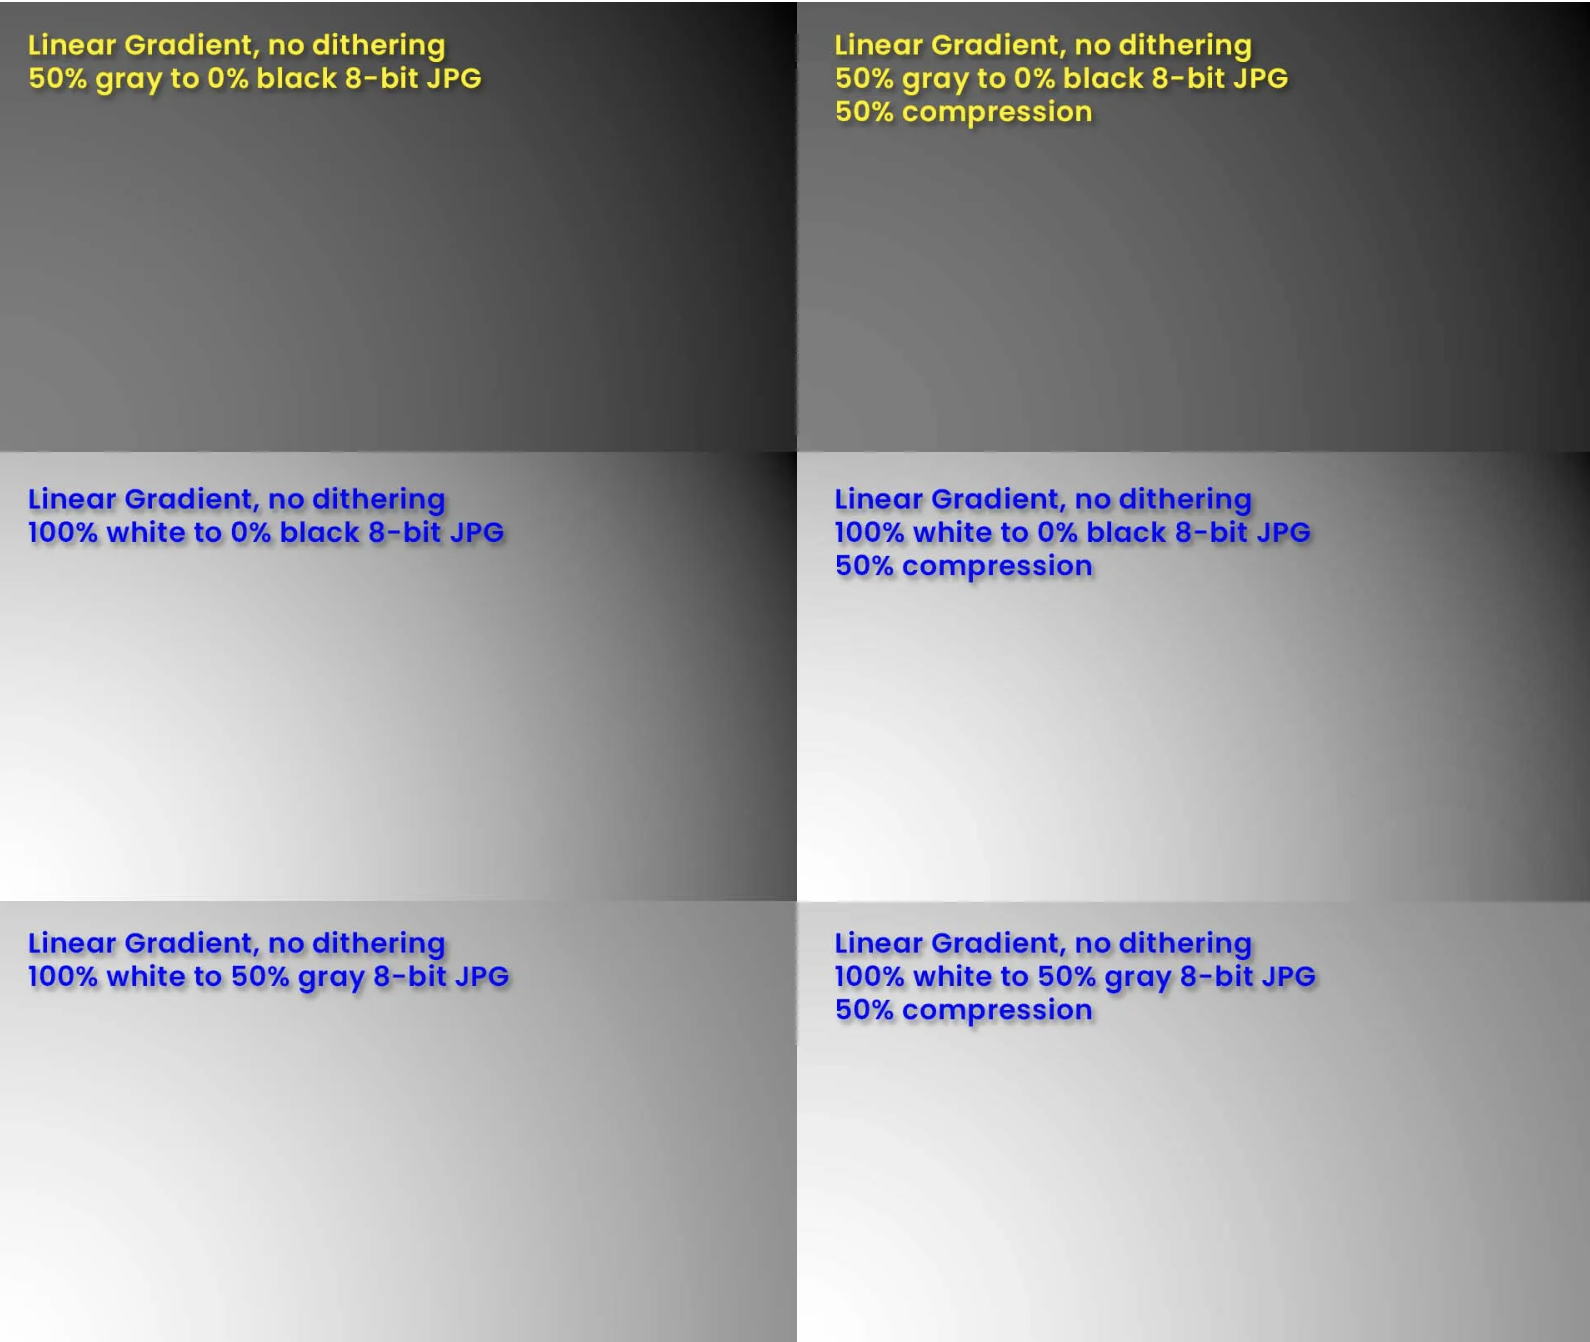 Linear Gradient, no dithering
50% gray to 0% black 8-bit JPG
Linear Gradient, no dithering
50% gray to 0% black 8-bit JPG
50% compression
Linear Gradient, no dithering
100% white to 0% black 8-bit JPG
Linear Gradient, no dithering
100% white to 0% black 8-bit JPG
50% compression
Linear Gradient, no dithering
100% white to 50% gray 8-bit JPG
Linear Gradient, no dithering
100% white to 50% gray 8-bit JPG
50% compression